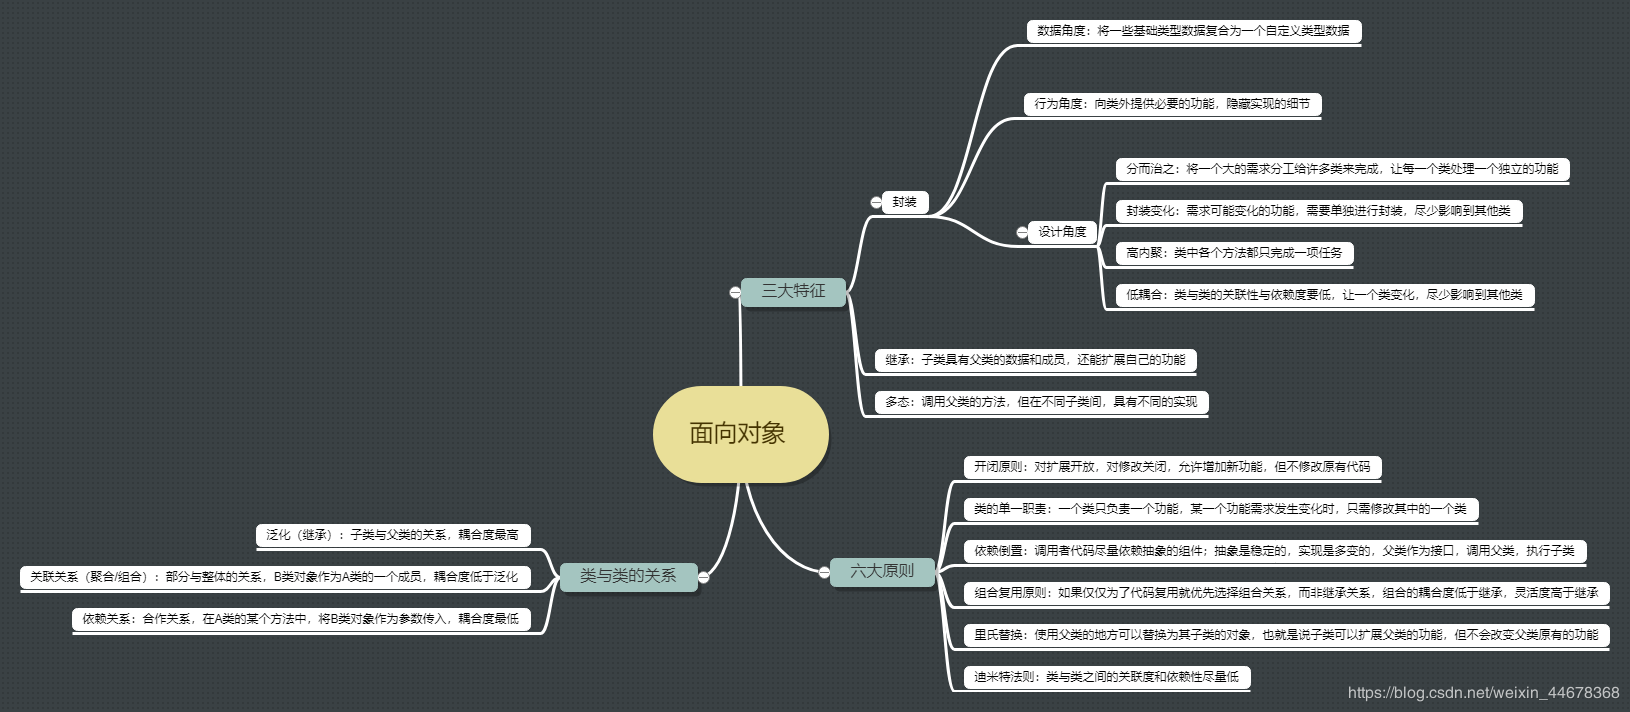 面向对象
三大特征
封装
数据角度：将一些基础类型数据复合为一个自定义类型数据
行为角度：向类外提供必要的功能，隐藏实现的细节
设计角度
分而治之：将一个大的需求分工给许多类来完成，让每一个类处理一个独立的功能
封装变化：需求可能变化的功能，需要单独进行封装，尽少影响到其他类
高内聚：类中各个方法都只完成一项任务
低耦合：类与类的关联性与依赖度要低，让一个类变化，尽少影响到其他类
继承：子类具有父类的数据和成员，还能扩展自己的功能
多态：调用父类的方法，但在不同子类间，具有不同的实现
六大原则
开闭原则：对扩展开放，对修改关闭，允许增加新功能，但不修改原有代码
类的单一职责：一个类只负责一个功能，某一个功能需求发生变化时，只需修改其中的一个类
依赖倒置：调用者代码尽量依赖抽象的组件；抽象是稳定的，实现是多变的，父类作为接口，调用父类，执行子类
组合复用原则：如果仅仅为了代码复用就优先选择组合关系，而非继承关系，组合的耦合度低于继承，灵活度高于继承
里氏替换：使用父类的地方可以替换为其子类的对象，也就是说子类可以扩展父类的功能，但不会改变父类原有的功能
迪米特法则：类与类之间的关联度和依赖性尽量低
类与类的关系
泛化（继承）：子类与父类的关系，耦合度最高
关联关系（聚合/组合）：部分与整体的关系，B类对象作为A类的一个成员，耦合度低于泛化
依赖关系：合作关系，在A类的某个方法中，将B类对象作为参数传入，耦合度最低
https://blog.csdn.net/weixin_44678368